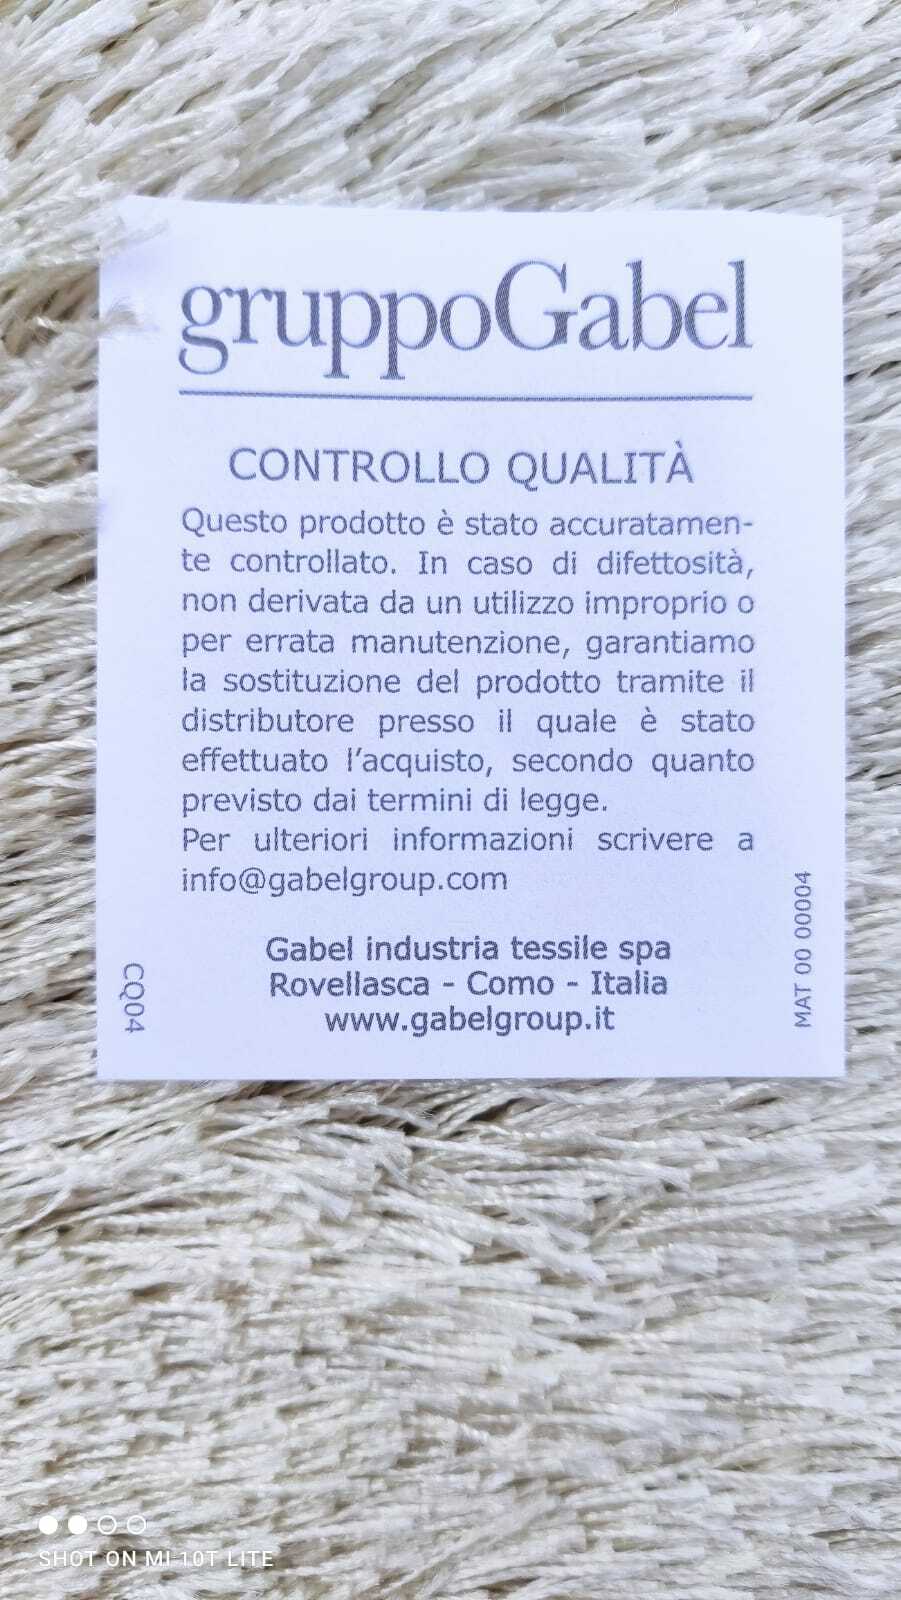 gruppoGabel
CONTROLLO QUALITÀ
Questo prodotto è stato accuratamen-
te controllato. In caso di difettosità,
non derivata da un utilizzo improprio o
per errata manutenzione, garantiamo
la sostituzione del prodotto tramite il
distributore presso il quale è stato
effettuato l'acquisto, secondo quanto
previsto dai termini di legge.
Per ulteriori informazioni scrivere a
info@gabelgroup.com
Gabel industria tessile spa
Rovellasca - Como - Italia
www.gabelgroup.it
CQ04
MAT 00 00004
SHOT ON MI 10T LITE